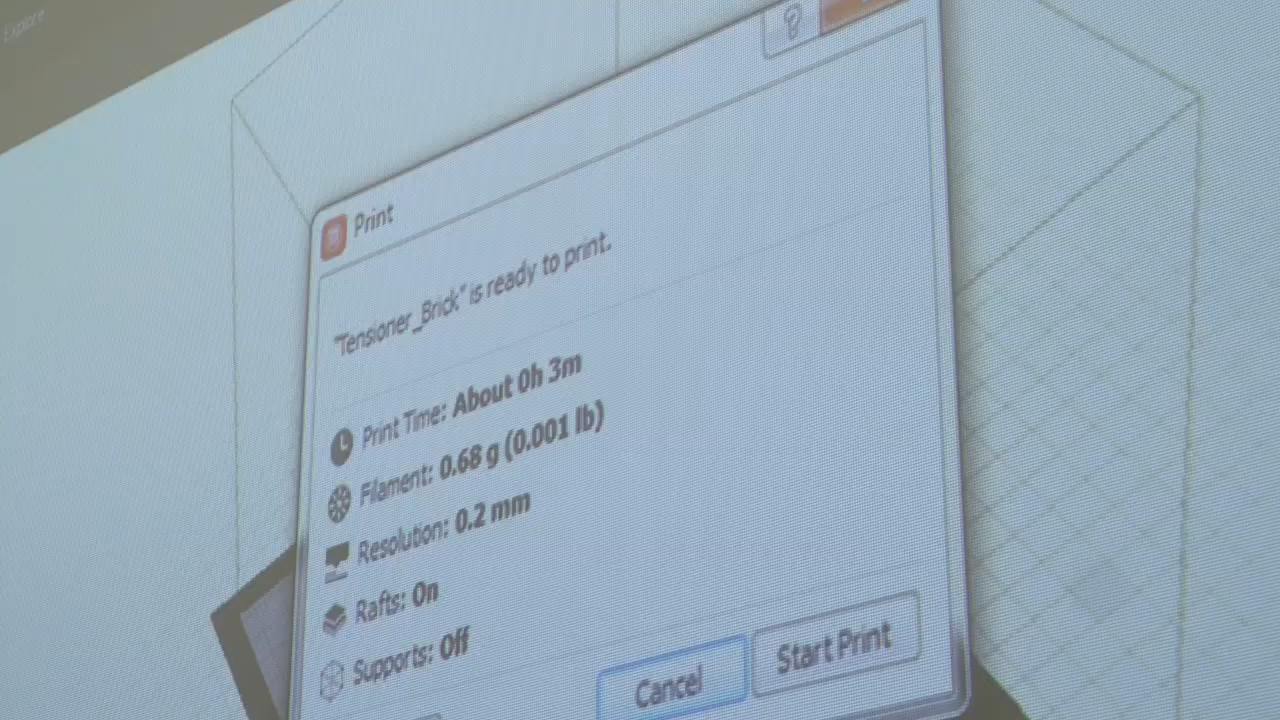 Explore
?
Print
"Tensioner_Brick" is ready to print.
Print Time: About 0h 3m
Filament: 0.68 g (0.001 lb)
Resolution: 0.2 mm
Rafts: On
Supports: Off
Cancel
Start Print